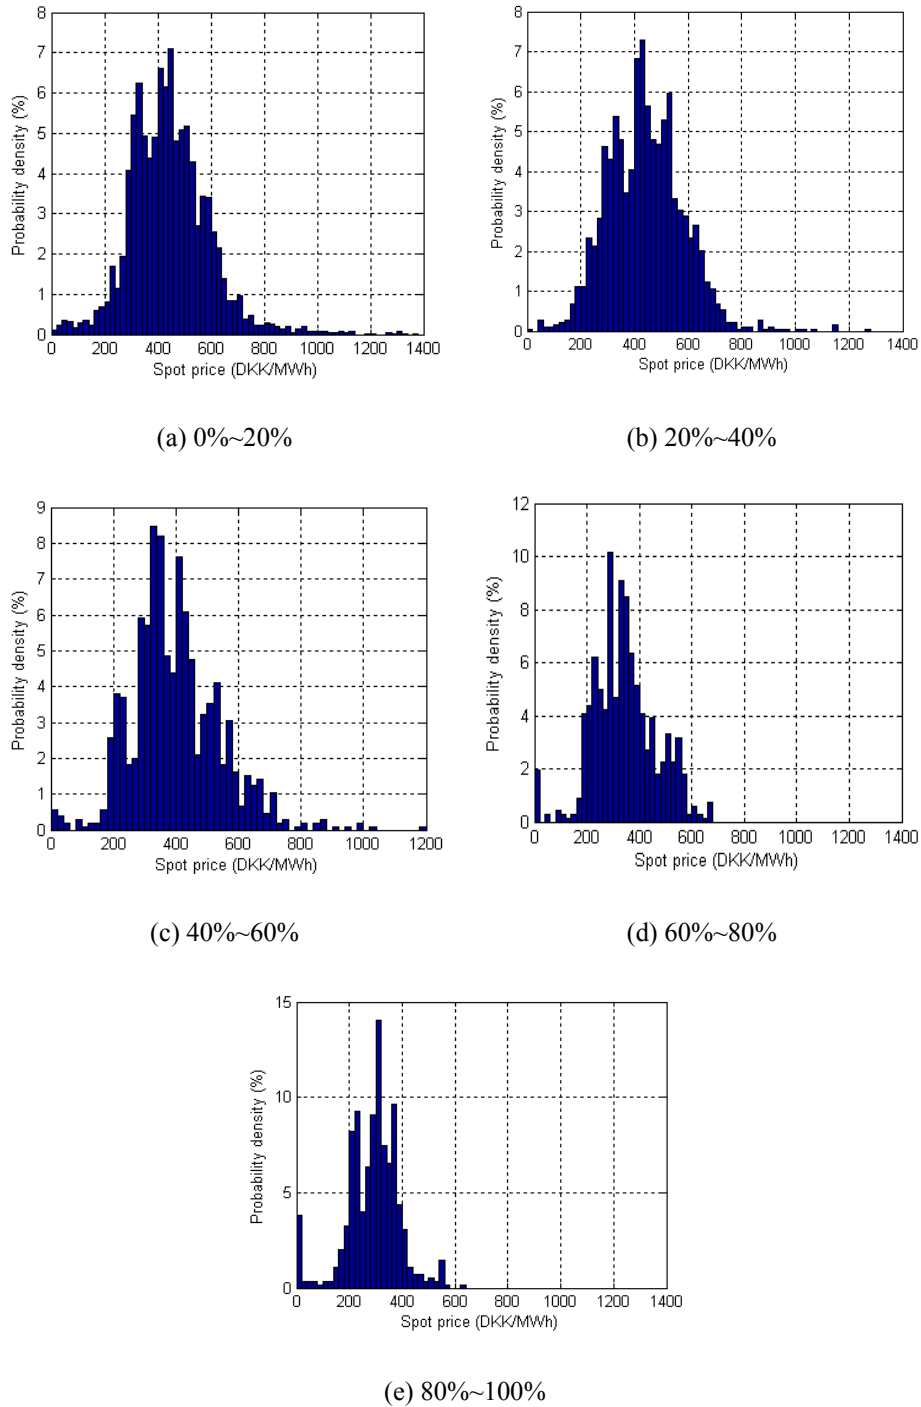 8
7
6
5
4
3
2
1
0
Probability density (%)
0 200 400 600 800 1000 1200 1400
Spot price (DKK/MWh)
(a) 0%~20%
8
7
6
5
4
3
2
1
0
Probability density (%)
0 200 400 600 800 1000 1200 1400
Spot price (DKK/MWh)
(b) 20%~40%
9
8
7
6
5
4
3
2
1
0
Probability density (%)
0 200 400 600 800 1000 1200
Spot price (DKK/MWh)
(c) 40%~60%
12
10
8
6
4
2
0
Probability density (%)
0 200 400 600 800 1000 1200 1400
Spot price (DKK/MWh)
(d) 60%~80%
15
10
5
0
Probability density (%)
0 200 400 600 800 1000 1200 1400
Spot price (DKK/MWh)
(e) 80%~100%